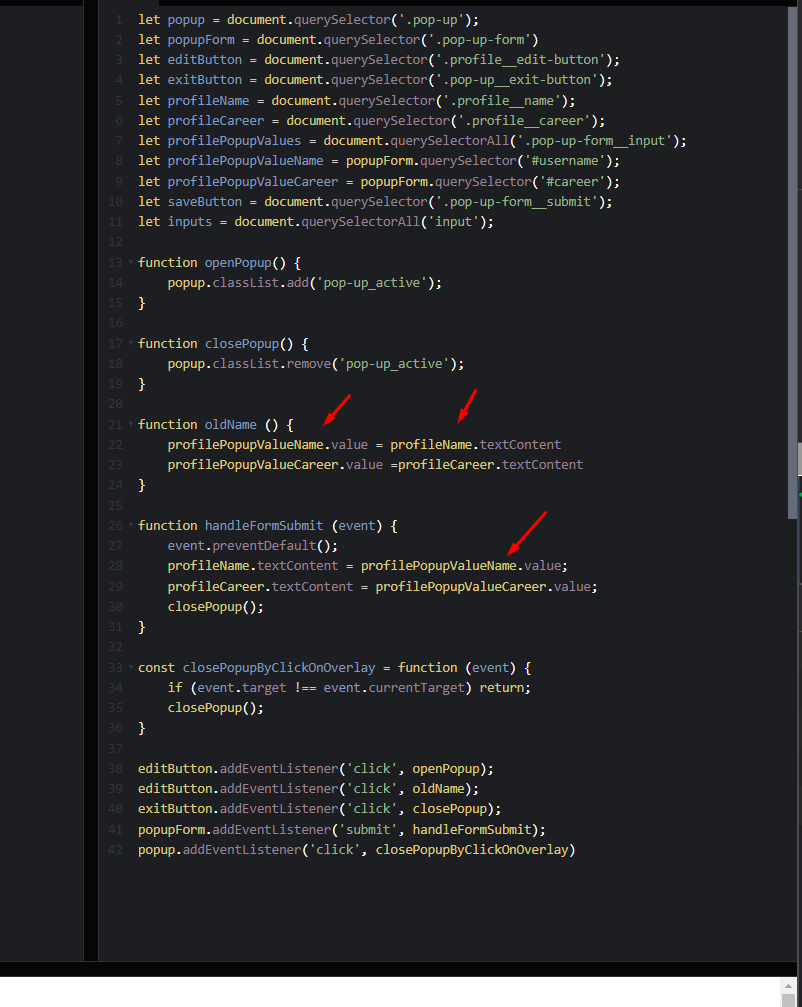 1 let popup = document.querySelector('.pop-up');
2 let popupForm = document.querySelector('.pop-up-form')
3 let editButton = document.querySelector('.profile__edit-button');
4 let exitButton = document.querySelector('.pop-up__exit-button');
5 let profileName = document.querySelector('.profile__name');
6 let profileCareer = document.querySelector('.profile__career');
7 let profilePopupValues = document.querySelectorAll('.pop-up-form__input');
8 let profilePopupValueName = popupForm.querySelector('#username');
9 let profilePopupValueCareer = popupForm.querySelector('#career');
10 let saveButton = document.querySelector('.pop-up-form__submit');
11 let inputs = document.querySelectorAll('input');
12
13 function openPopup() {
14     popup.classList.add('pop-up_active');
15 }
16
17 function closePopup() {
18     popup.classList.remove('pop-up_active');
19 }
20
21 function oldName () {
22     profilePopupValueName.value = profileName.textContent
23     profilePopupValueCareer.value =profileCareer.textContent
24 }
25
26 function handleFormSubmit (event) {
27     event.preventDefault();
28     profileName.textContent = profilePopupValueName.value;
29     profileCareer.textContent = profilePopupValueCareer.value;
30     closePopup();
31 }
32
33 const closePopupByClickOnOverlay = function (event) {
34     if (event.target !== event.currentTarget) return;
35     closePopup();
36 }
37
38 editButton.addEventListener('click', openPopup);
39 editButton.addEventListener('click', oldName);
40 exitButton.addEventListener('click', closePopup);
41 popupForm.addEventListener('submit', handleFormSubmit);
42 popup.addEventListener('click', closePopupByClickOnOverlay)